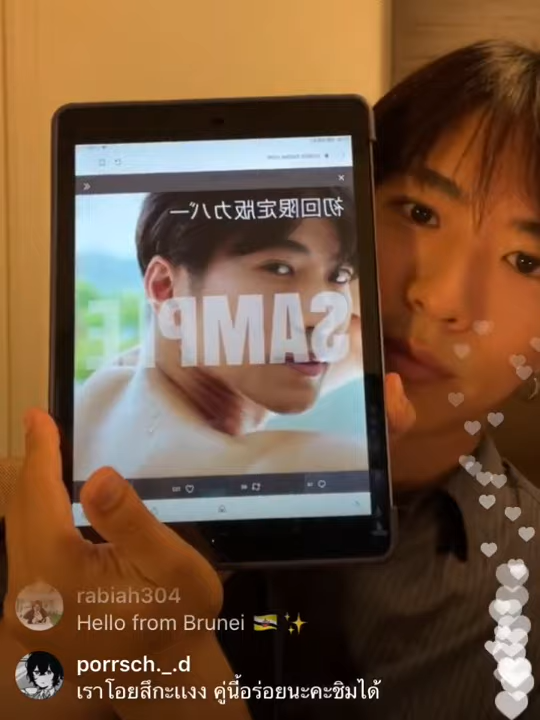 初回限定版カバー
SAMPLE
rabiah304
Hello from Brunei 🇧🇳 ✨
porrsch._.d
เราโอยสึกะเเงง คู่นี้อร่อยนะคะชิมได้